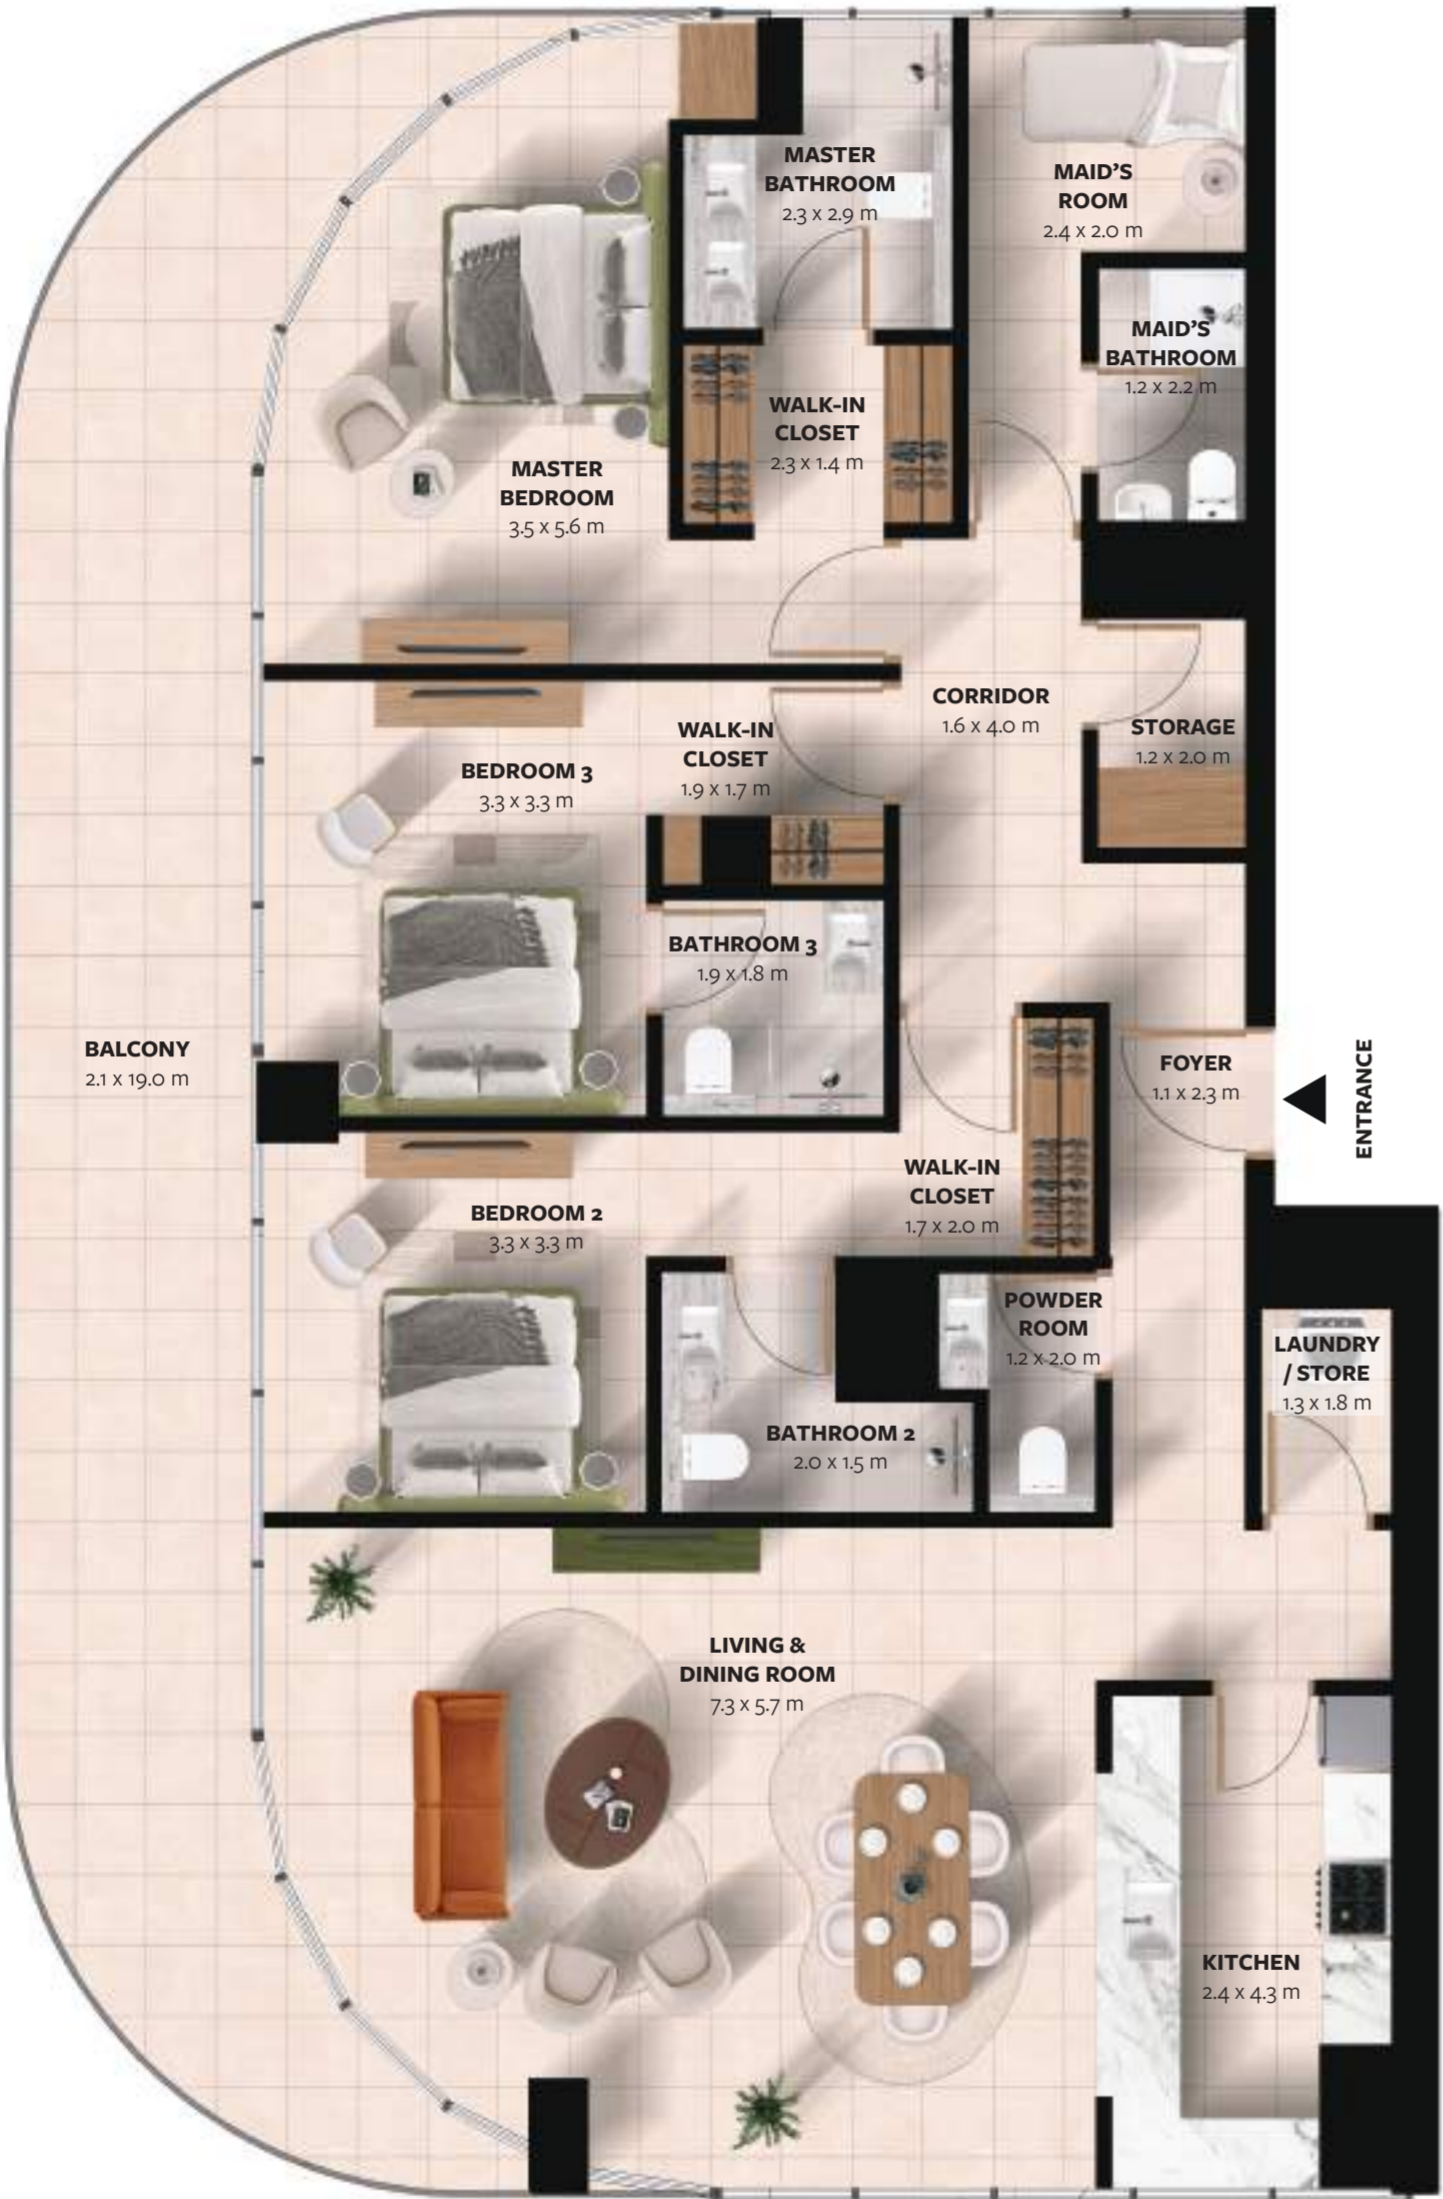 MASTER
BATHROOM
2.3 x 2.9 m
MAID'S
ROOM
2.4 x 2.0 m
MAID'S
BATHROOM
1.2 x 2.2 m
WALK-IN
CLOSET
2.3 x 1.4 m
MASTER
BEDROOM
3.5 x 5.6 m
CORRIDOR
1.6 x 4.0 m
STORAGE
1.2 x 2.0 m
WALK-IN
CLOSET
1.9 x 1.7 m
BEDROOM 3
3.3 x 3.3 m
BATHROOM 3
1.9 x 1.8 m
BALCONY
2.1 x 19.0 m
FOYER
1.1 x 2.3 m
ENTRANCE
WALK-IN
CLOSET
1.7 x 2.0 m
BEDROOM 2
3.3 x 3.3 m
POWDER
ROOM
1.2 x 2.0 m
LAUNDRY
/ STORE
1.3 x 1.8 m
BATHROOM 2
2.0 x 1.5 m
LIVING &
DINING ROOM
7.3 x 5.7 m
KITCHEN
2.4 x 4.3 m